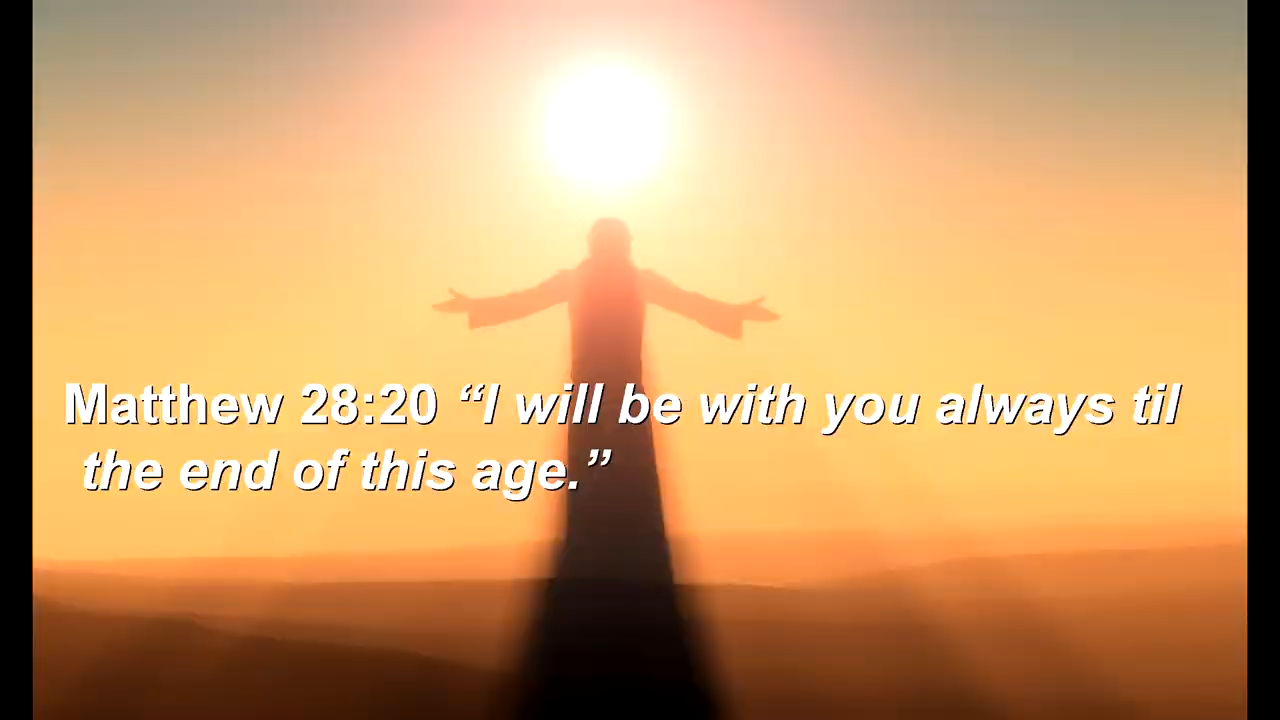 Matthew 28:20 “I will be with you always til
the end of this age.”